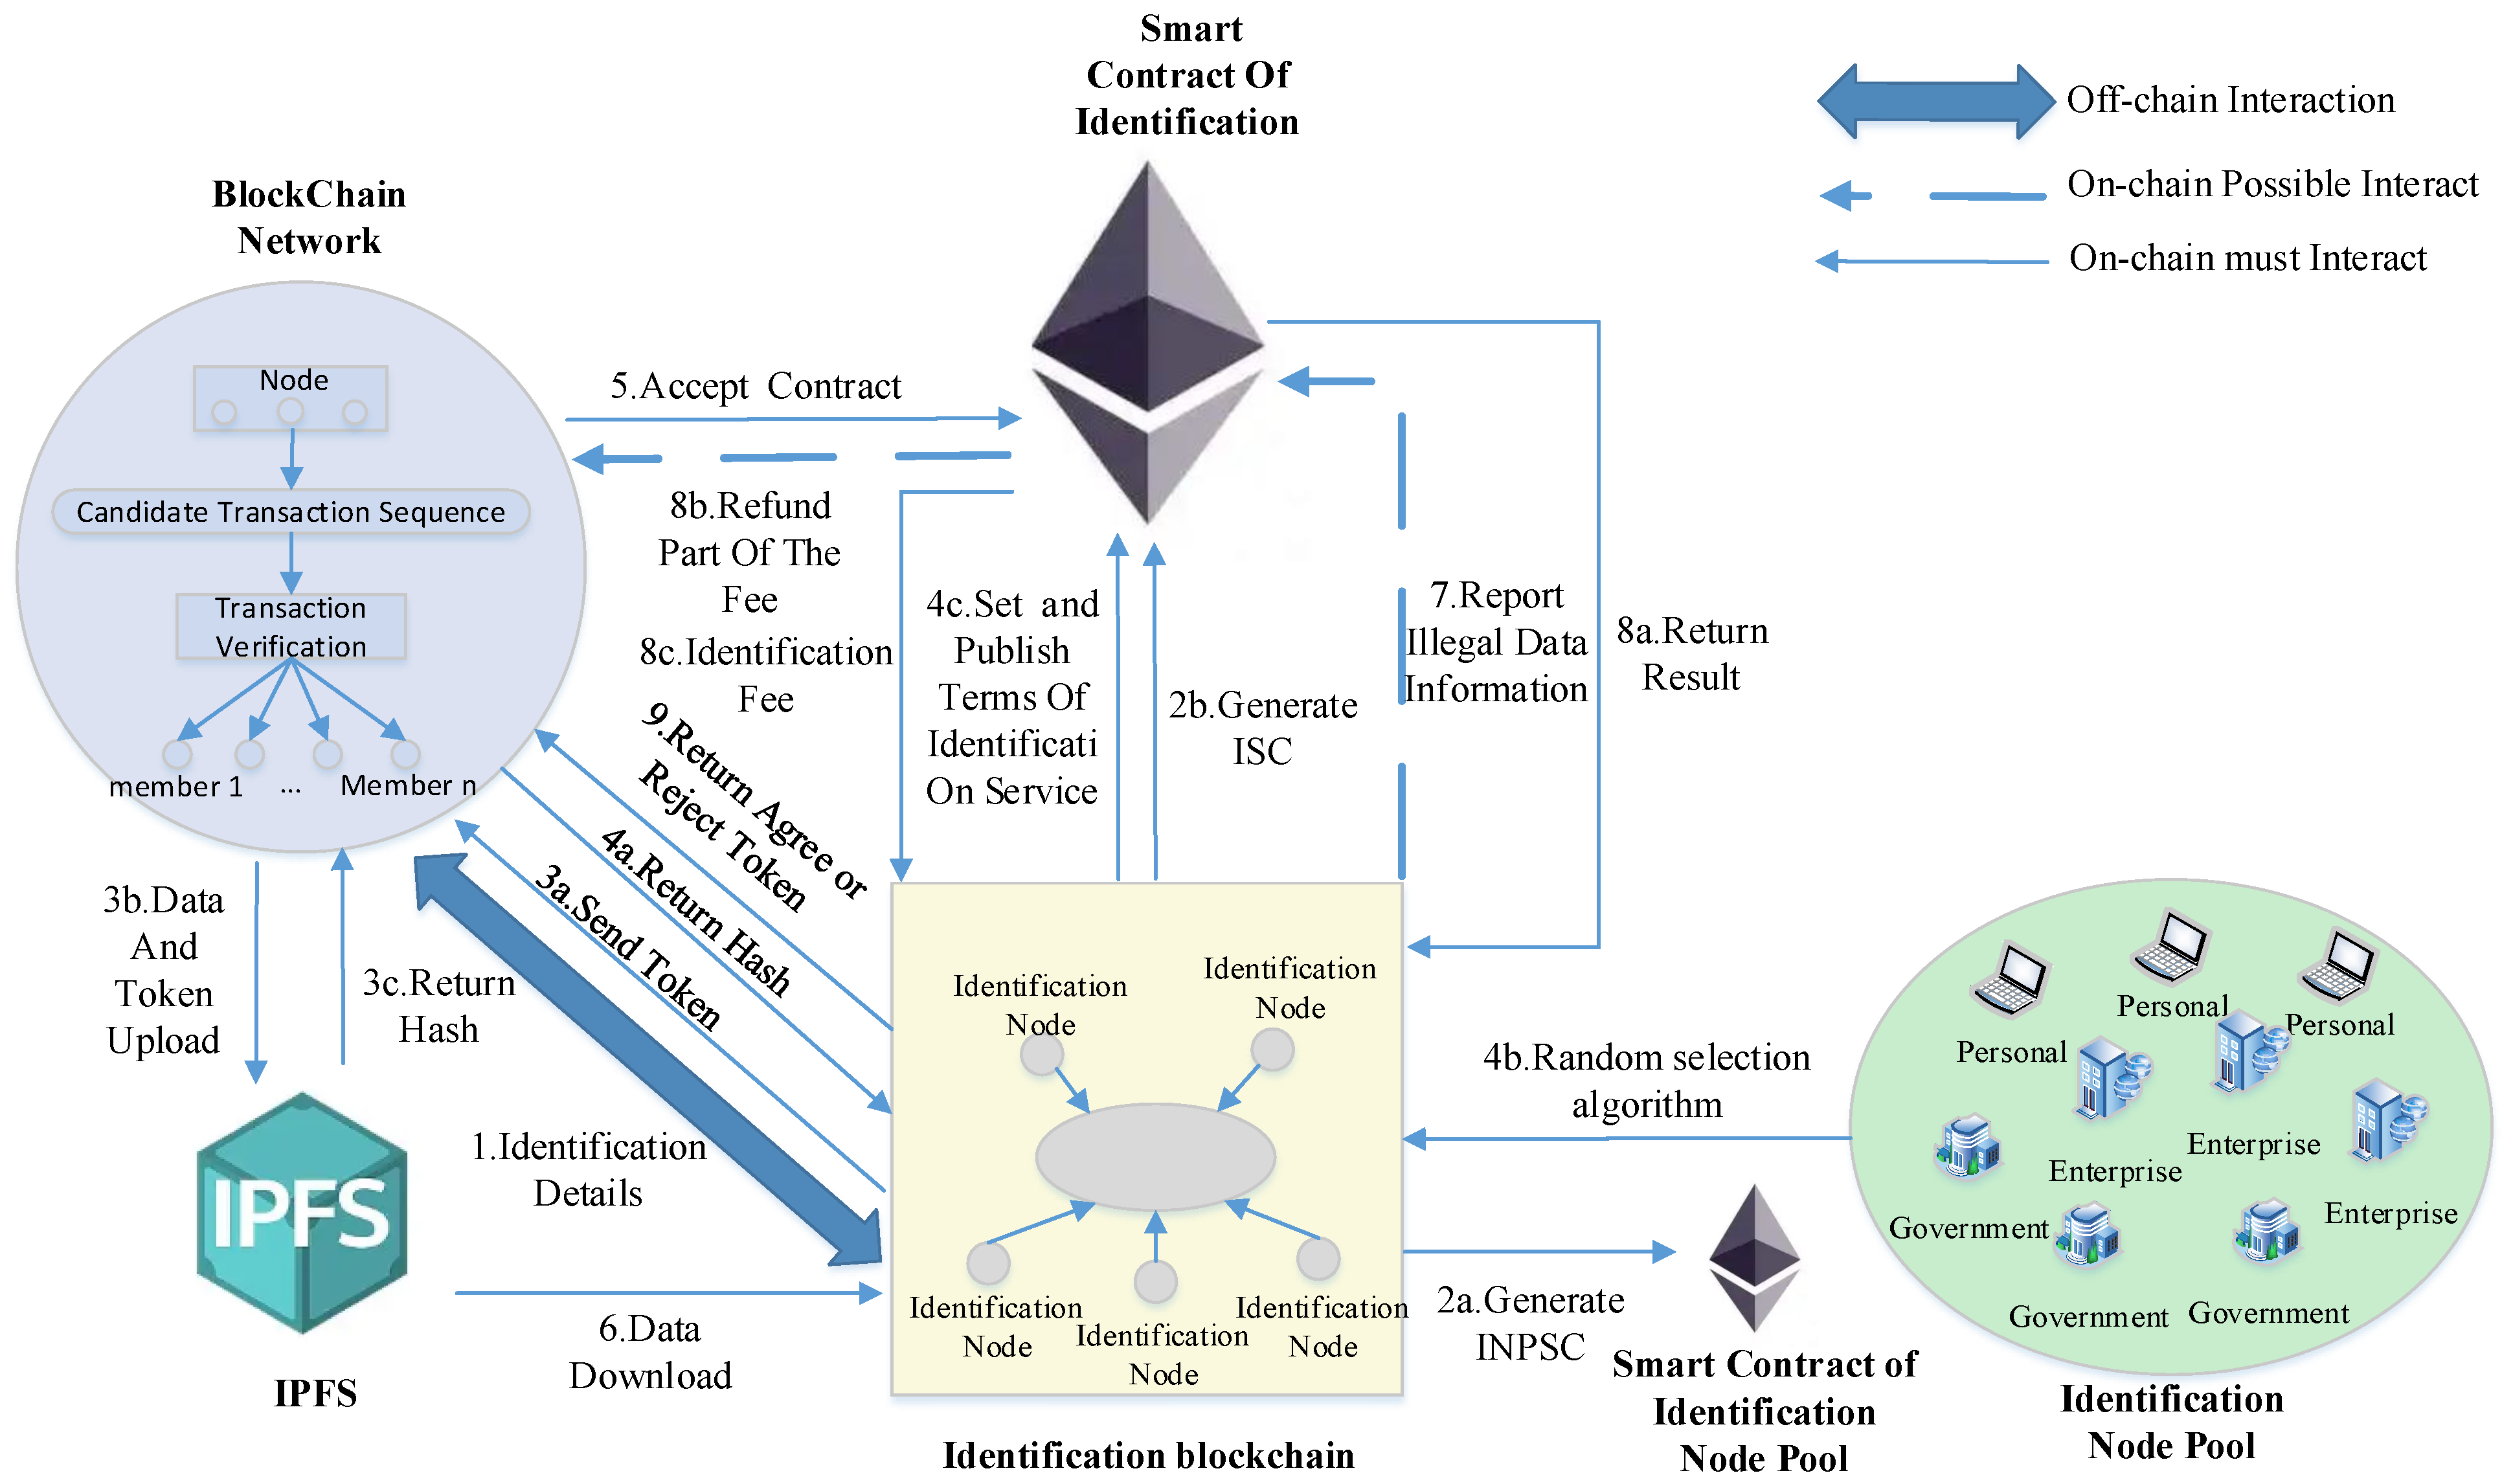 Smart
Contract Of
Identification
Off-chain Interaction
On-chain Possible Interact
On-chain must Interact
BlockChain
Network
Node
Candidate Transaction Sequence
Transaction
Verification
member 1
...
Member n
5.Accept Contract
8b.Refund
Part Of The
Fee
8c.Identification
Fee
4c.Set and
Publish
Terms Of
Identificati
On Service
2b.Generate
ISC
7.Report
Illegal Data
Information
8a.Return
Result
9.Return Agree or
Reject Token
4a.Return Hash
3a.Send Token
3b.Data
And
Token
Upload
3c.Return
Hash
1.Identification
Details
IPFS
IPFS
6.Data
Download
Identification
Node
Identification
Node
Identification
Node
Identification
Node
Identification
Node
Identification blockchain
4b.Random selection
algorithm
2a.Generate
INPSC
Smart Contract of
Identification
Node Pool
Personal
Personal
Personal
Enterprise
Enterprise
Enterprise
Government
Government
Government
Identification
Node Pool